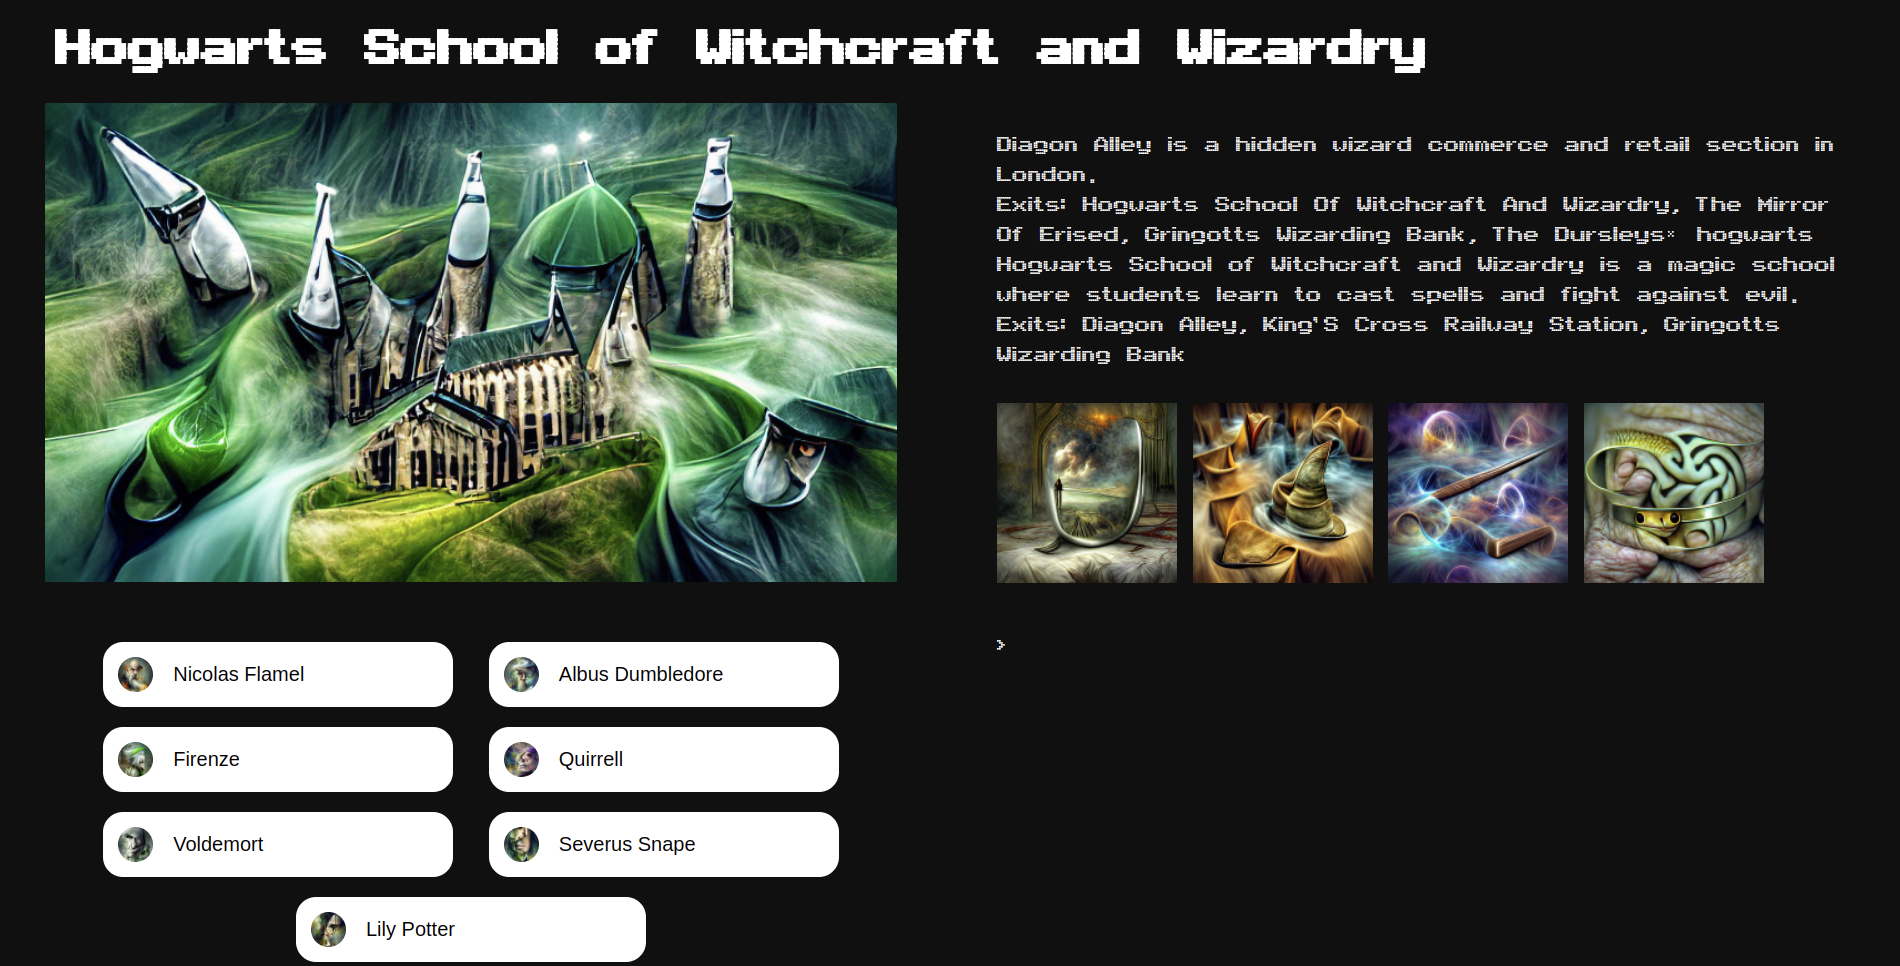 Hogwarts School of Witchcraft and Wizardry
Diagon Alley is a hidden wizard commerce and retail section in
London.
Exits: Hogwarts School Of Witchcraft And Wizardry, The Mirror
Of Erised, Gringotts Wizarding Bank, The Dursleys* hogwarts
Hogwarts School of Witchcraft and Wizardry is a magic school
where students learn to cast spells and fight against evil.
Exits: Diagon Alley, King'S Cross Railway Station, Gringotts
Wizarding Bank
>
Nicolas Flamel
Albus Dumbledore
Firenze
Quirrell
Voldemort
Severus Snape
Lily Potter